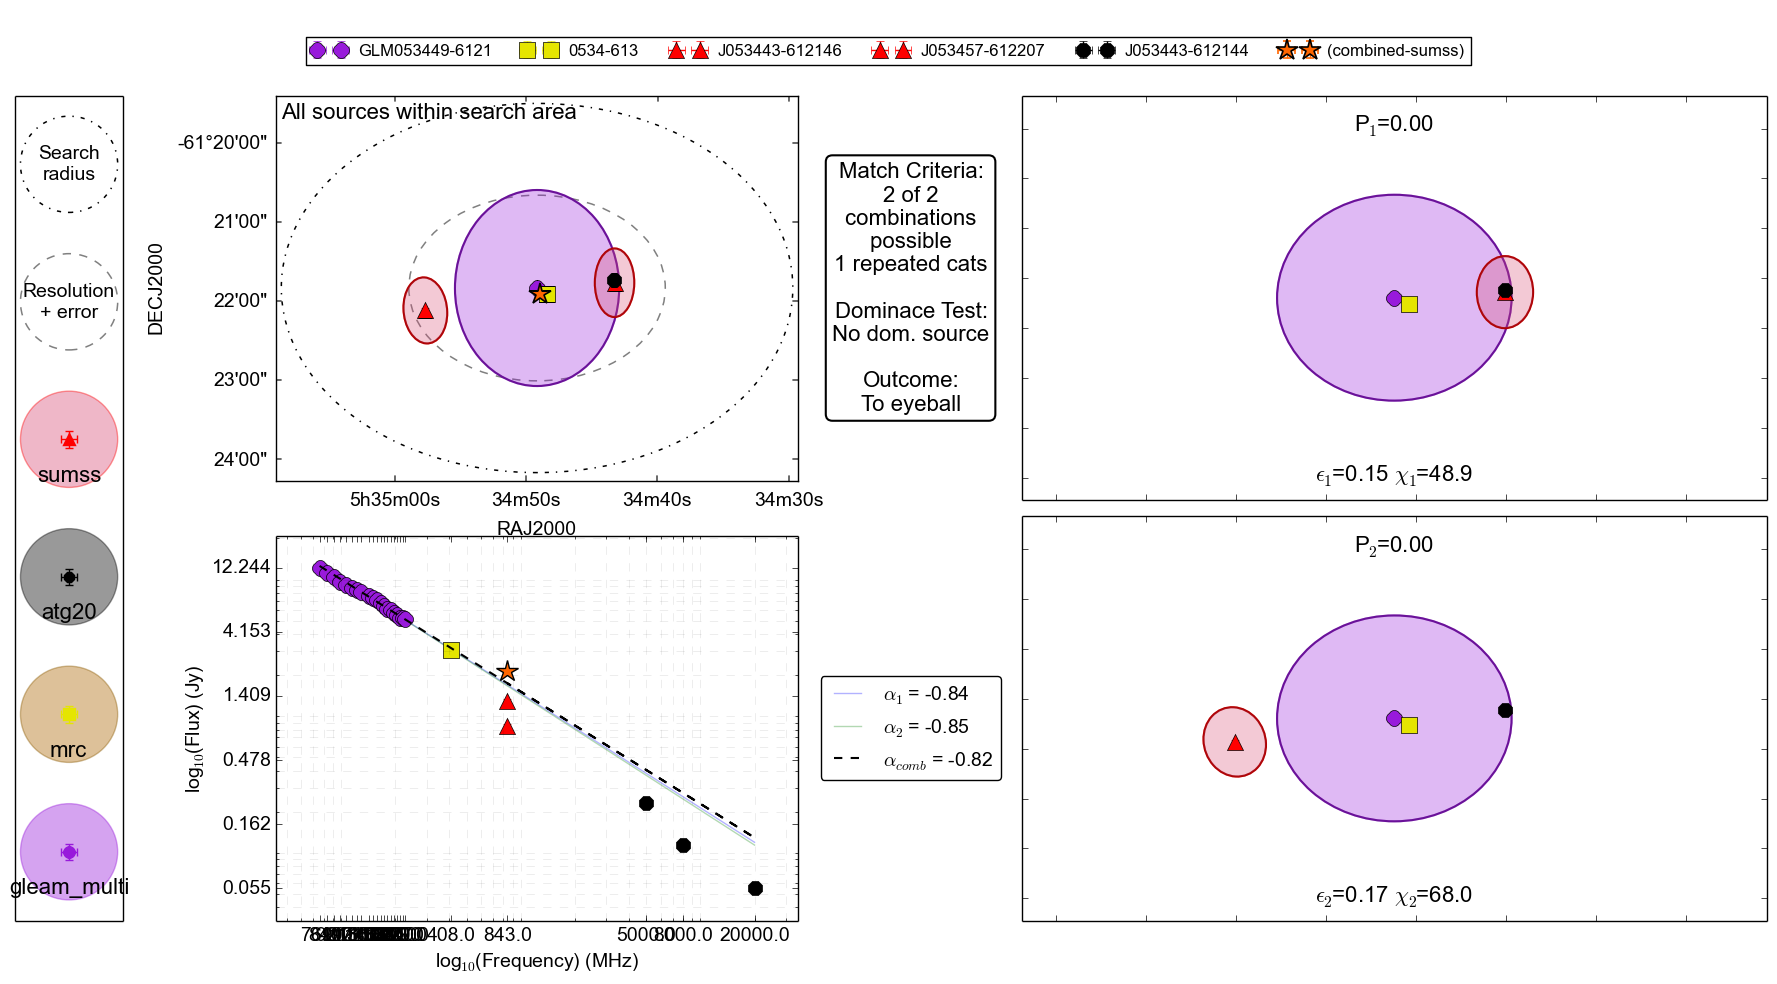 GLM053449-6121 0534-613 J053443-612146 J053457-612207 J053443-612144 (combined-sumss)
Search
radius
Resolution
+ error
sumss
atg20
mrc
gleam_multi
All sources within search area
DECJ2000
-61°20'00"
21'00"
22'00"
23'00"
24'00"
5h35m00s 34m50s 34m40s 34m30s
RAJ2000
Match Criteria:
2 of 2
combinations
possible
1 repeated cats
Dominace Test:
No dom. source
Outcome:
To eyeball
P₁=0.00
ϵ₁=0.15 χ₁=48.9
log₁₀(Flux) (Jy)
12.244
4.153
1.409
0.478
0.162
0.055
408.0 843.0 5000.0 8000.0 20000.0
log₁₀(Frequency) (MHz)
α₁ = -0.84
α₂ = -0.85
α_comb = -0.82
P₂=0.00
ϵ₂=0.17 χ₂=68.0